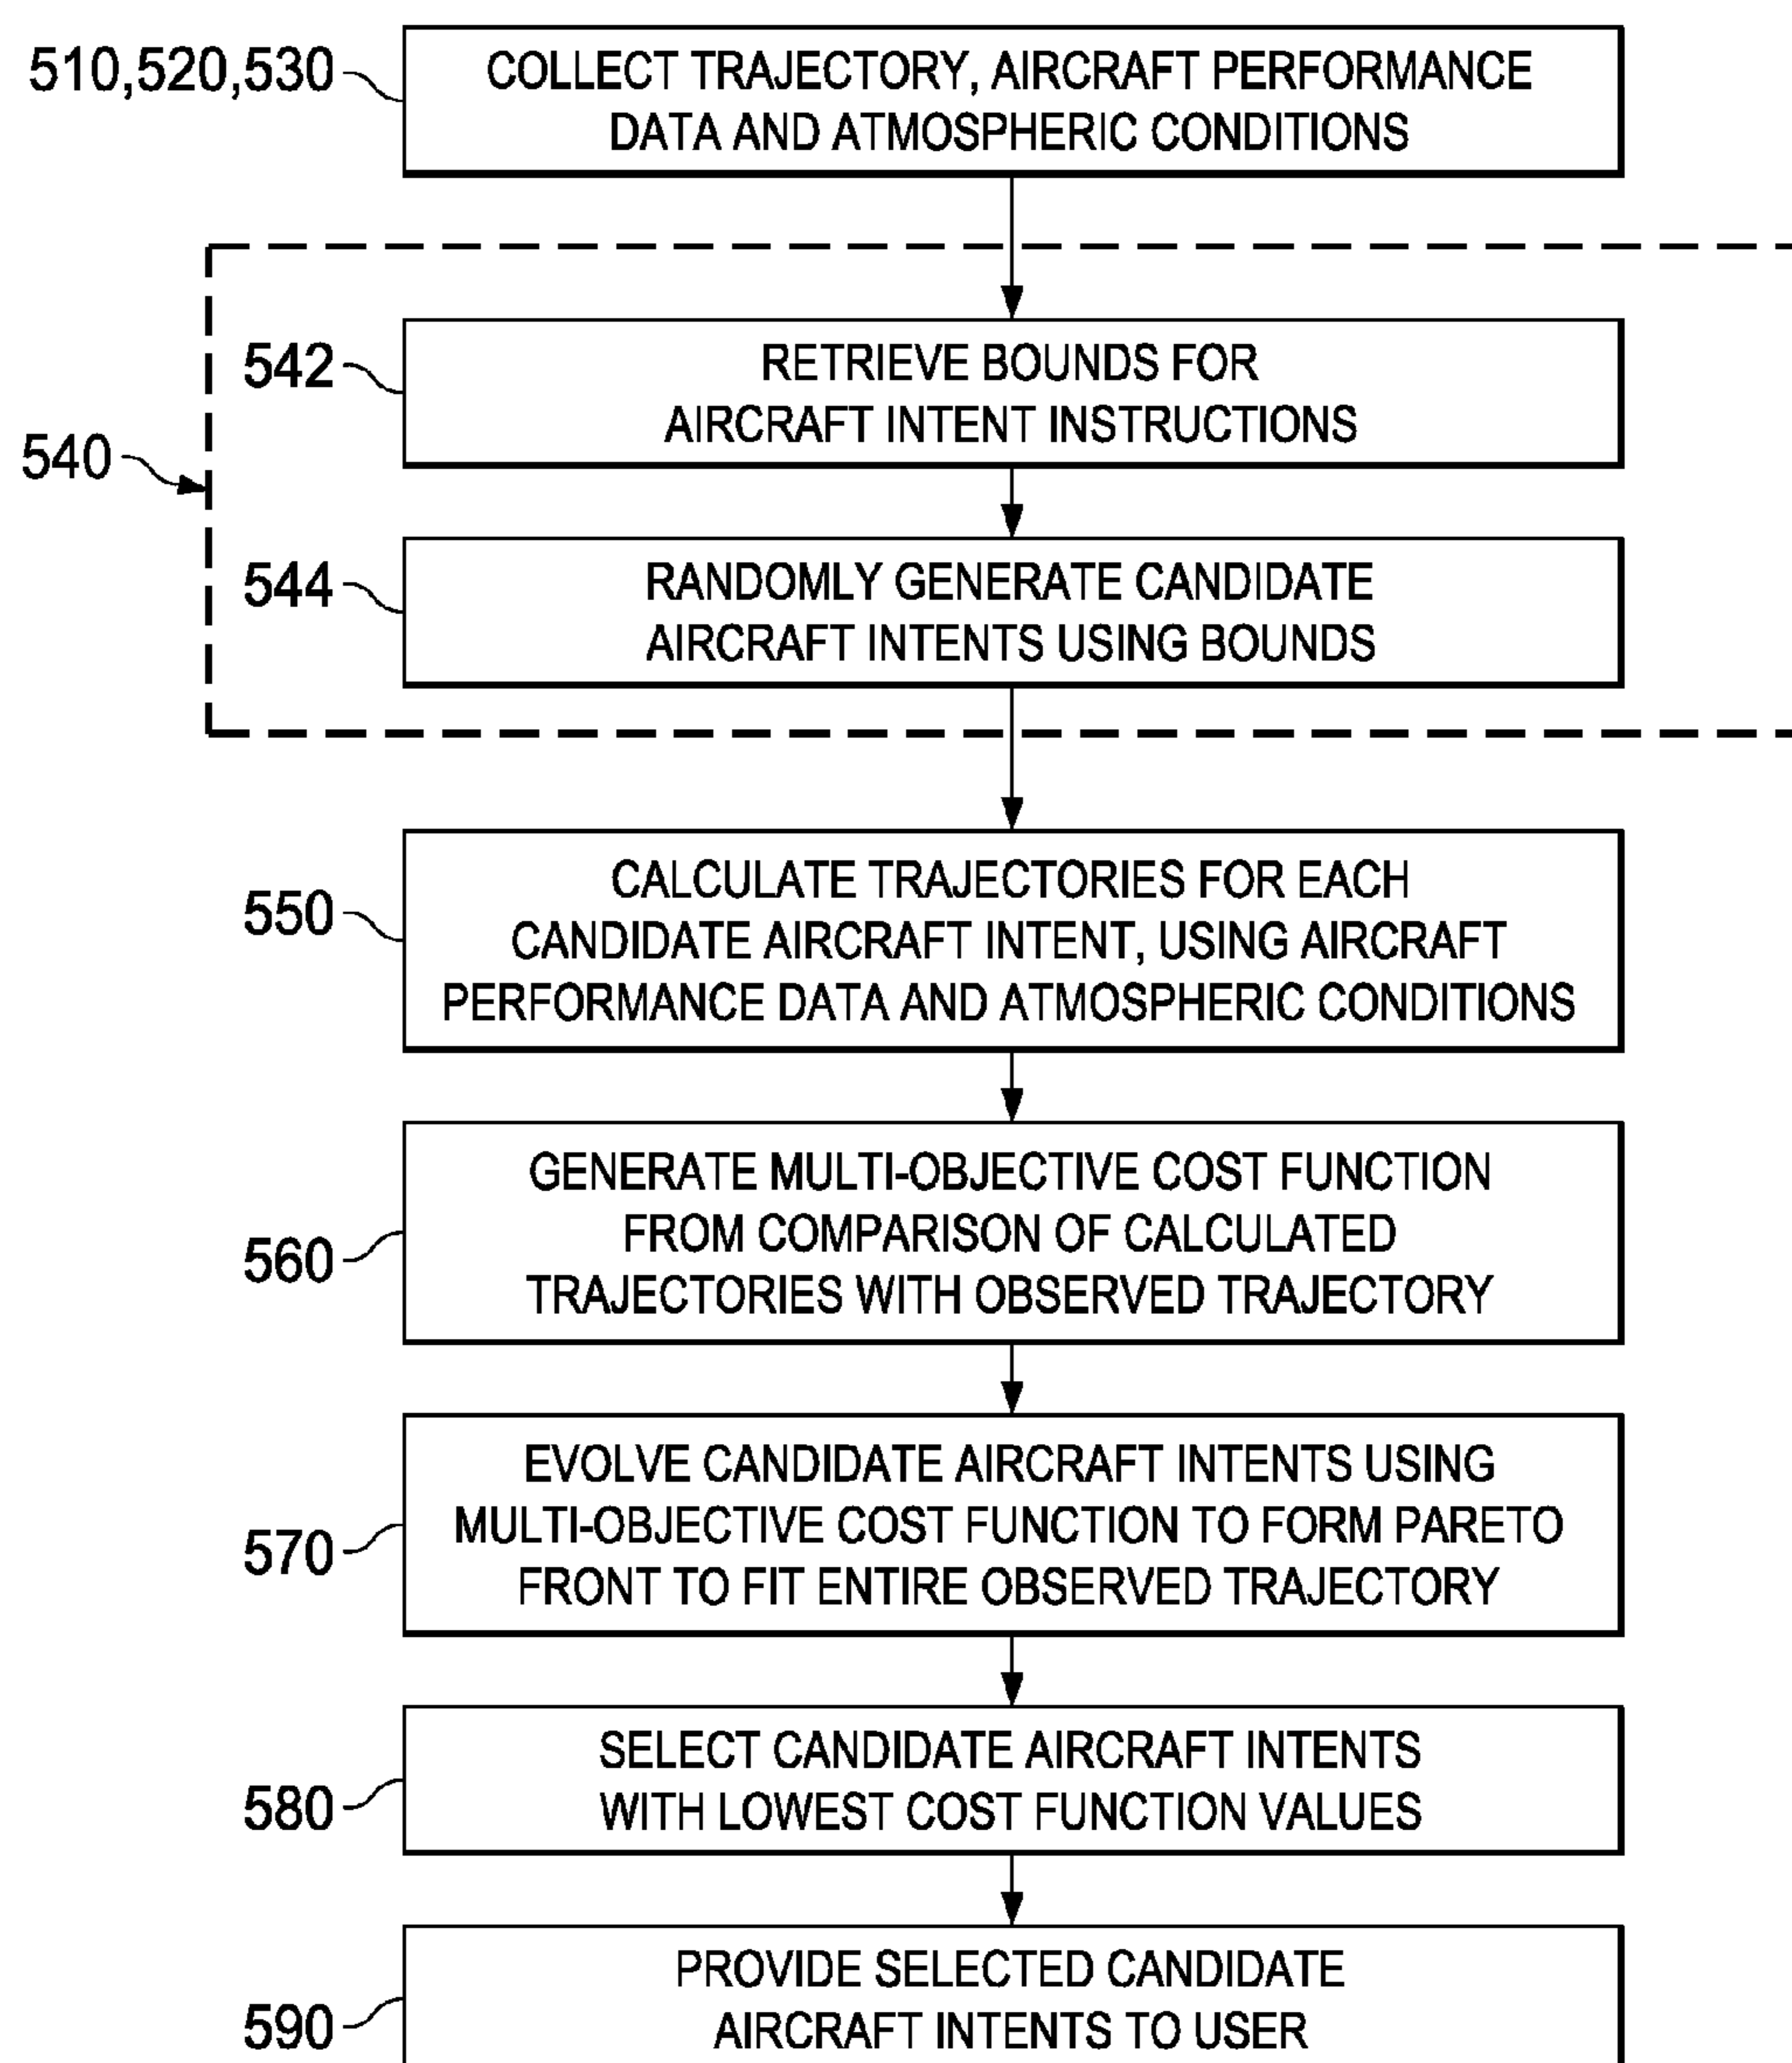 510,520,530
COLLECT TRAJECTORY, AIRCRAFT PERFORMANCE
DATA AND ATMOSPHERIC CONDITIONS
542
RETRIEVE BOUNDS FOR
AIRCRAFT INTENT INSTRUCTIONS
540
544
RANDOMLY GENERATE CANDIDATE
AIRCRAFT INTENTS USING BOUNDS
550
CALCULATE TRAJECTORIES FOR EACH
CANDIDATE AIRCRAFT INTENT, USING AIRCRAFT
PERFORMANCE DATA AND ATMOSPHERIC CONDITIONS
560
GENERATE MULTI-OBJECTIVE COST FUNCTION
FROM COMPARISON OF CALCULATED
TRAJECTORIES WITH OBSERVED TRAJECTORY
570
EVOLVE CANDIDATE AIRCRAFT INTENTS USING
MULTI-OBJECTIVE COST FUNCTION TO FORM PARETO
FRONT TO FIT ENTIRE OBSERVED TRAJECTORY
580
SELECT CANDIDATE AIRCRAFT INTENTS
WITH LOWEST COST FUNCTION VALUES
590
PROVIDE SELECTED CANDIDATE
AIRCRAFT INTENTS TO USER